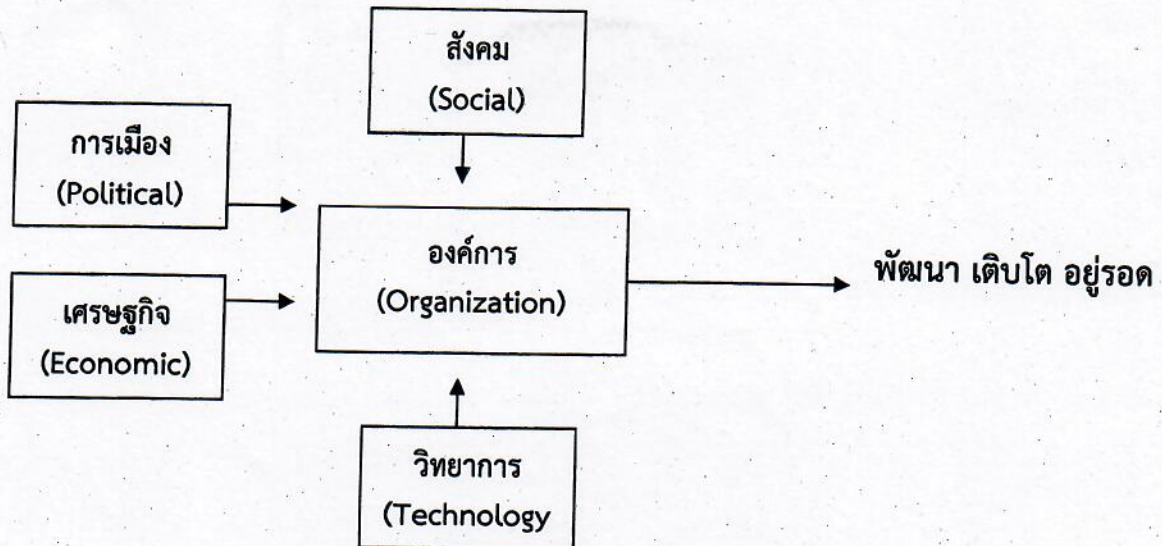 สังคม
(Social)
การเมือง
(Political)
องค์การ
(Organization)
พัฒนา เติบโต อยู่รอด
เศรษฐกิจ
(Economic)
วิทยาการ
(Technology